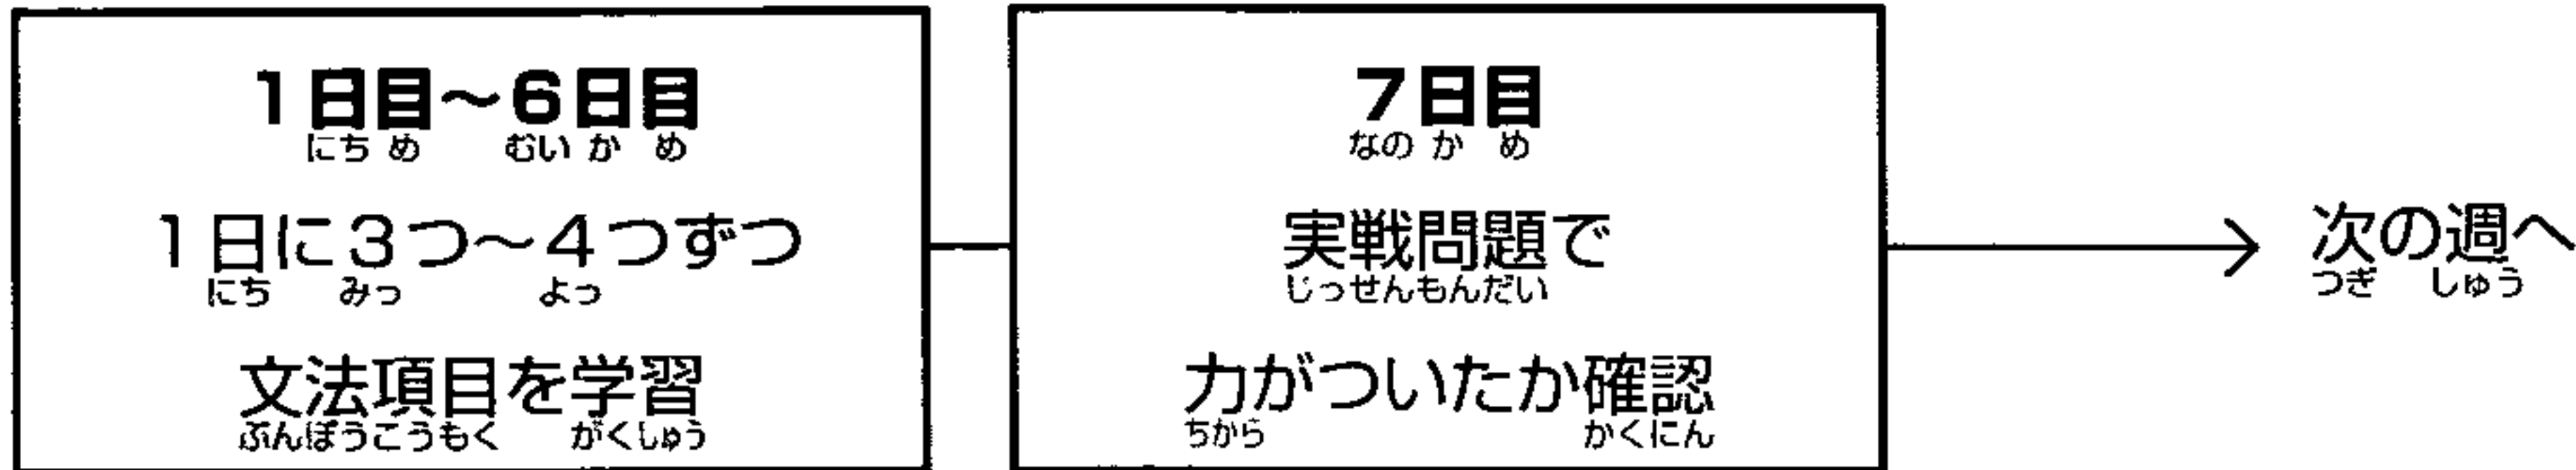 1日目～6日目
にち め むい か め
1日に3つ～4つずつ
にち みっ よっ
文法項目を学習
ぶんぽうこうもく がくしゅう
7日目
なの か め
実戦問題で
じっせんもんだい
力がついたか確認
ちから かくにん
次の週へ
つぎ しゅう